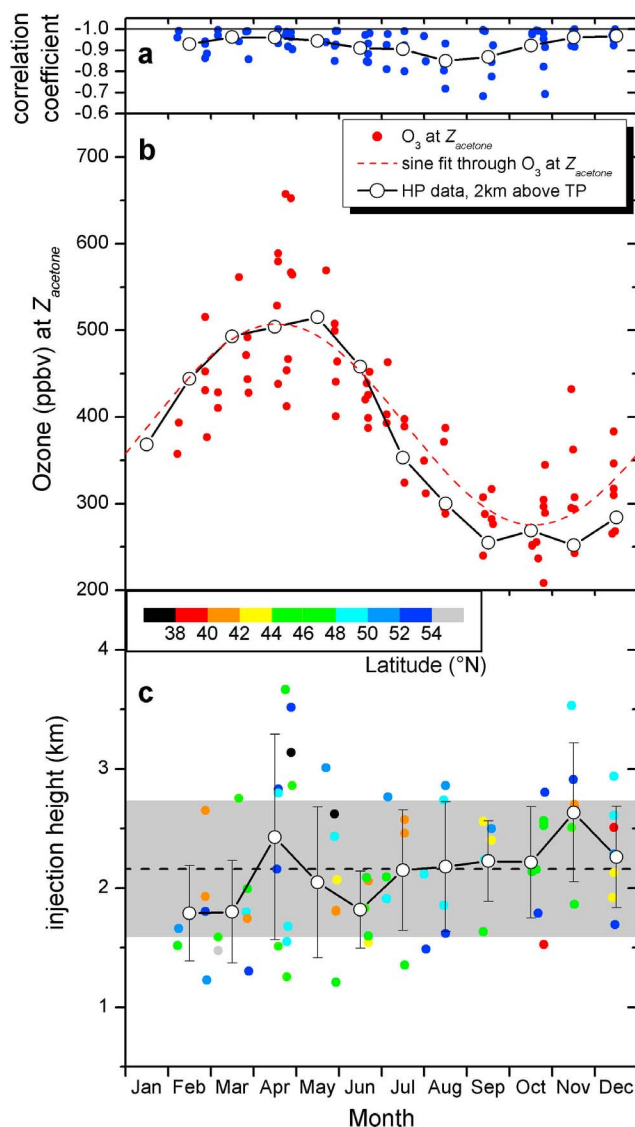 correlation
coefficient
-1.0
-0.9
-0.8
-0.7
-0.6
a
b
O3 at Zacetone
sine fit through O3 at Zacetone
HP data, 2km above TP
Ozone (ppbv) at Zacetone
700
600
500
400
300
200
38 40 42 44 46 48 50 52 54
Latitude (°N)
c
injection height (km)
4
3
2
1
Jan Feb Mar Apr May Jun Jul Aug Sep Oct Nov Dec
Month